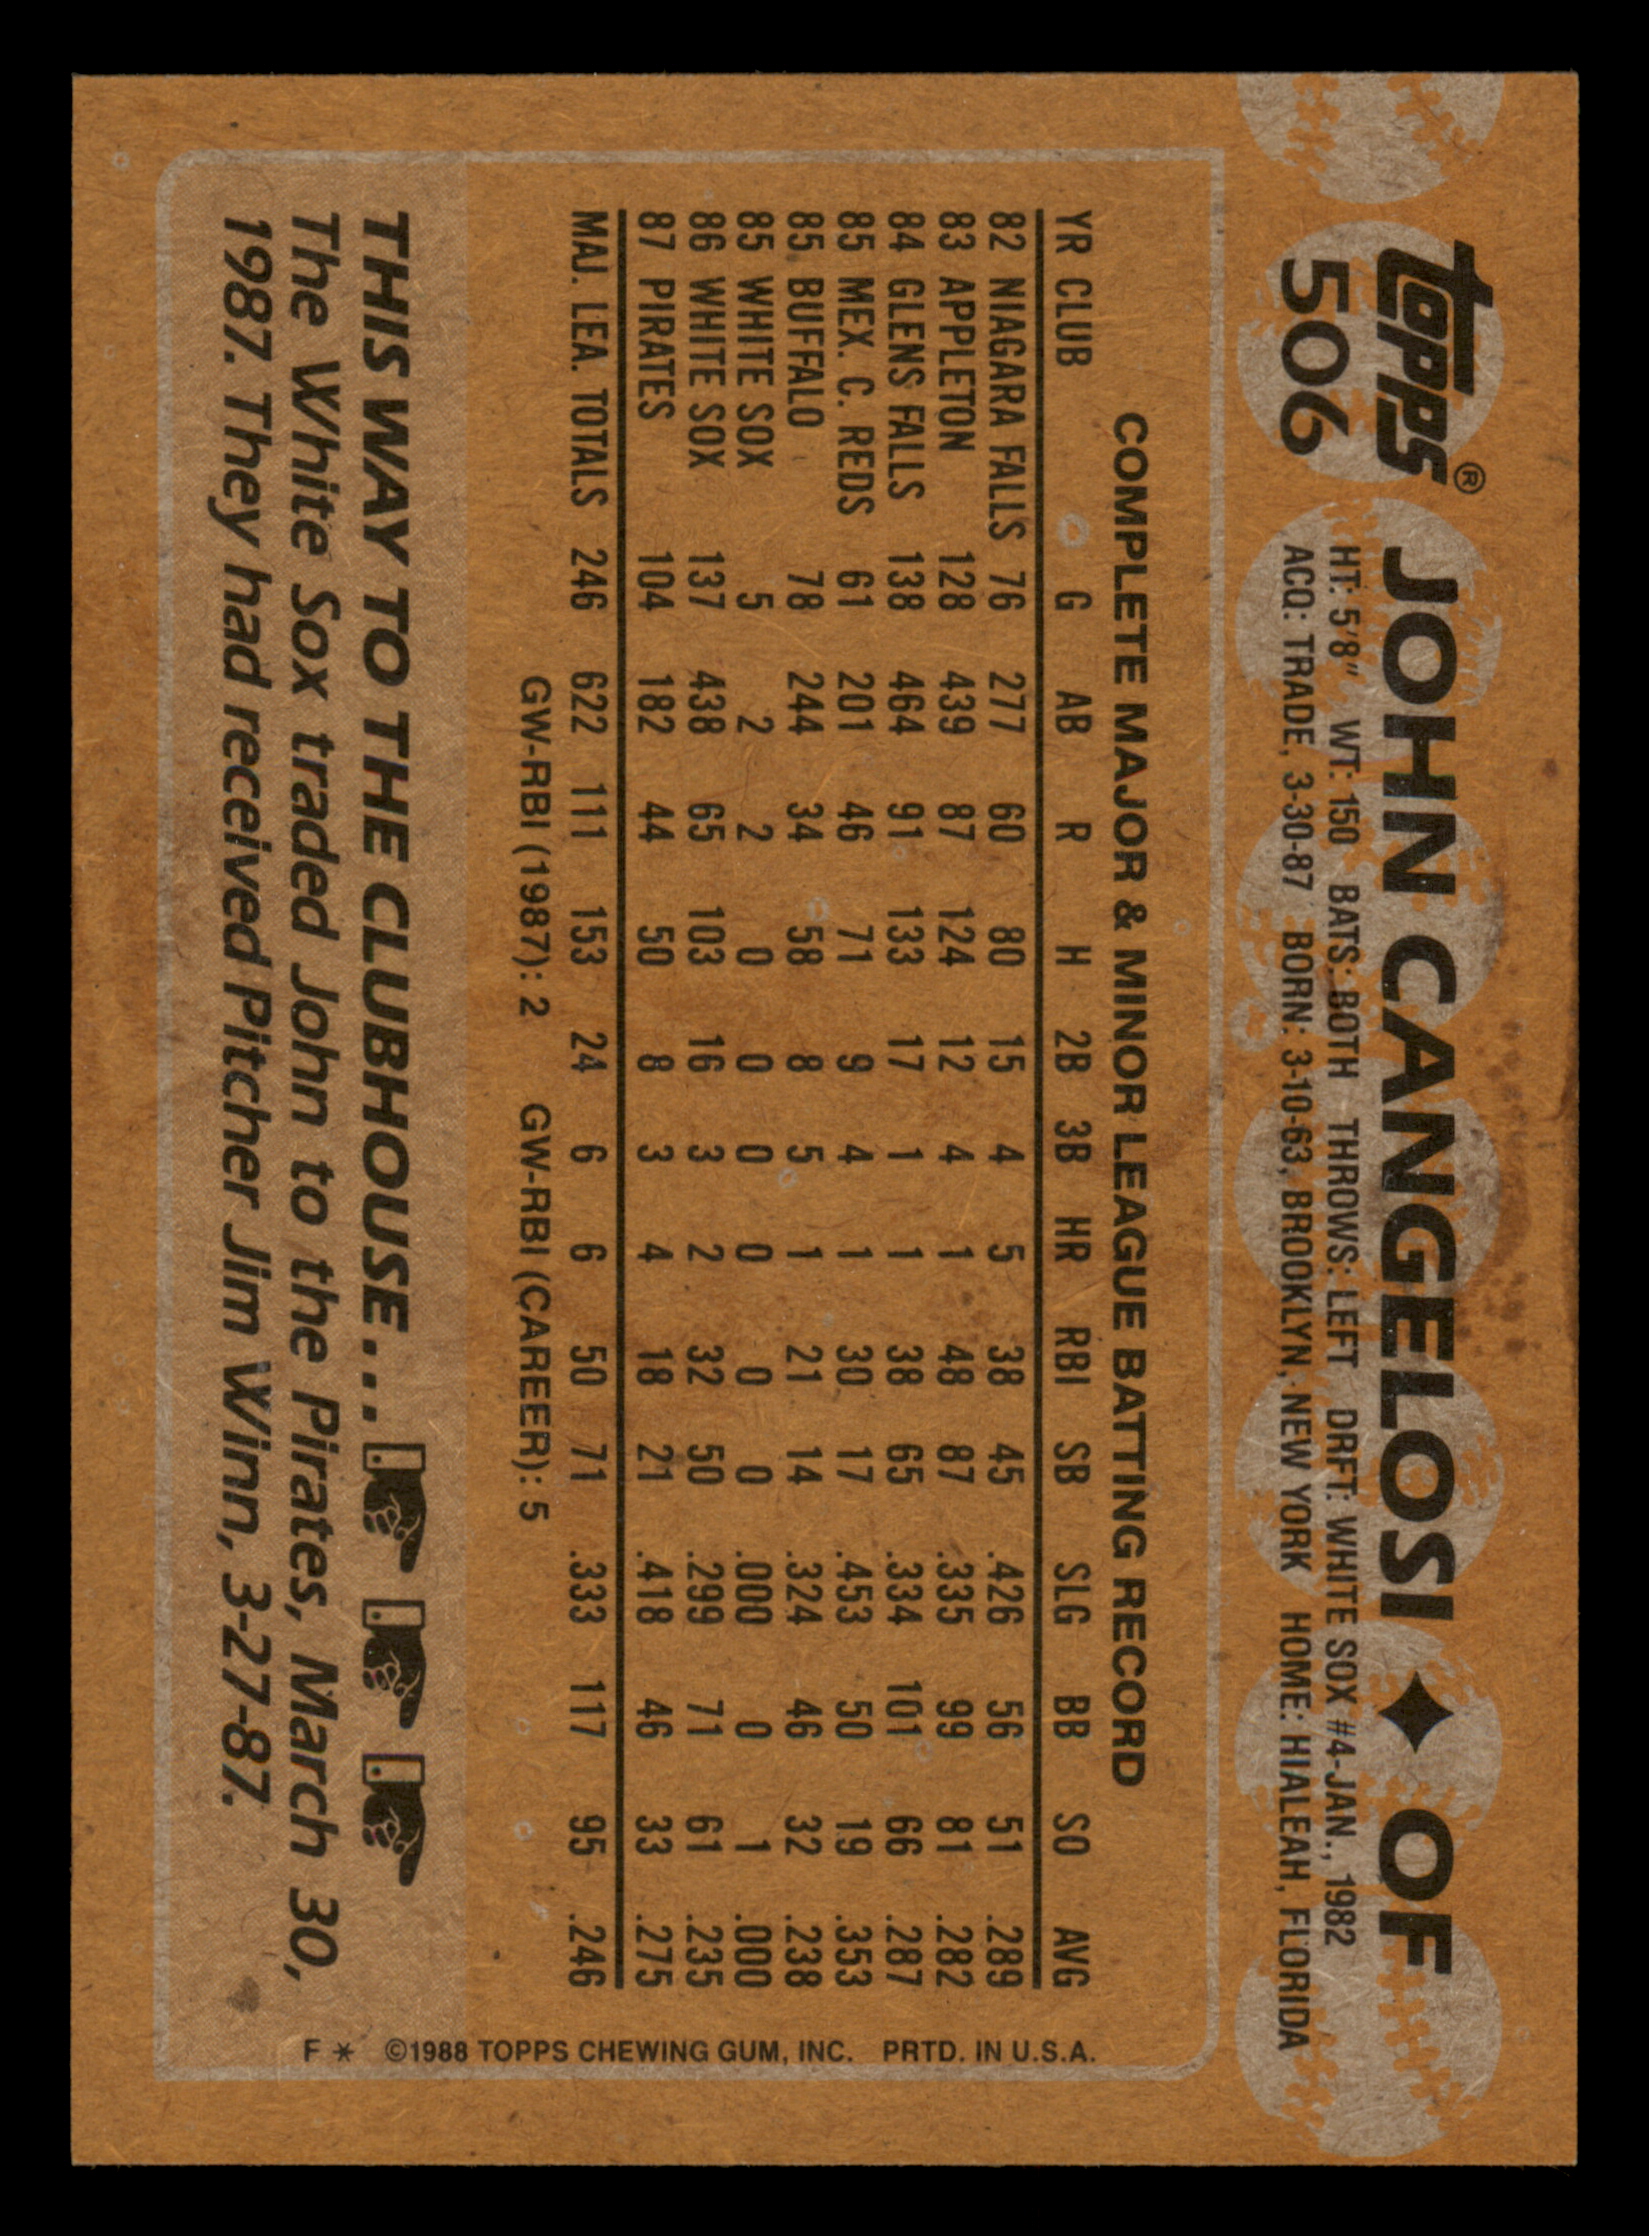 topps®
506
JOHN CANGELOSI ✦ OF
HT: 5'8" WT: 150 BATS: BOTH THROWS: LEFT DRFT: WHITE SOX #4-JAN., 1982
ACQ: TRADE, 3-30-87 BORN: 3-10-63, BROOKLYN, NEW YORK HOME: HIALEAH, FLORIDA
COMPLETE MAJOR & MINOR LEAGUE BATTING RECORD
YR CLUB G AB R H 2B 3B HR RBI SB SLG BB SO AVG
82 NIAGARA FALLS 76 277 60 80 15 4 5 38 45 .426 56 51 .289
83 APPLETON 128 439 87 124 12 4 1 48 87 .335 99 81 .282
84 GLENS FALLS 138 464 91 133 17 1 1 38 65 .334 101 66 .287
85 MEX. C. REDS 61 201 46 71 9 4 1 30 17 .453 50 19 .353
85 BUFFALO 78 244 34 58 8 5 1 21 14 .324 46 32 .238
85 WHITE SOX 5 2 2 0 0 0 0 0 0 .000 0 1 .000
86 WHITE SOX 137 438 65 103 16 3 2 32 50 .299 71 61 .235
87 PIRATES 104 182 44 50 8 3 4 18 21 .418 46 33 .275
MAJ. LEA. TOTALS 246 622 111 153 24 6 6 50 71 .333 117 95 .246
GW-RBI (1987): 2 GW-RBI (CAREER): 5
THIS WAY TO THE CLUBHOUSE...
The White Sox traded John to the Pirates, March 30,
1987. They had received Pitcher Jim Winn, 3-27-87.
F * ©1988 TOPPS CHEWING GUM, INC. PRTD. IN U.S.A.